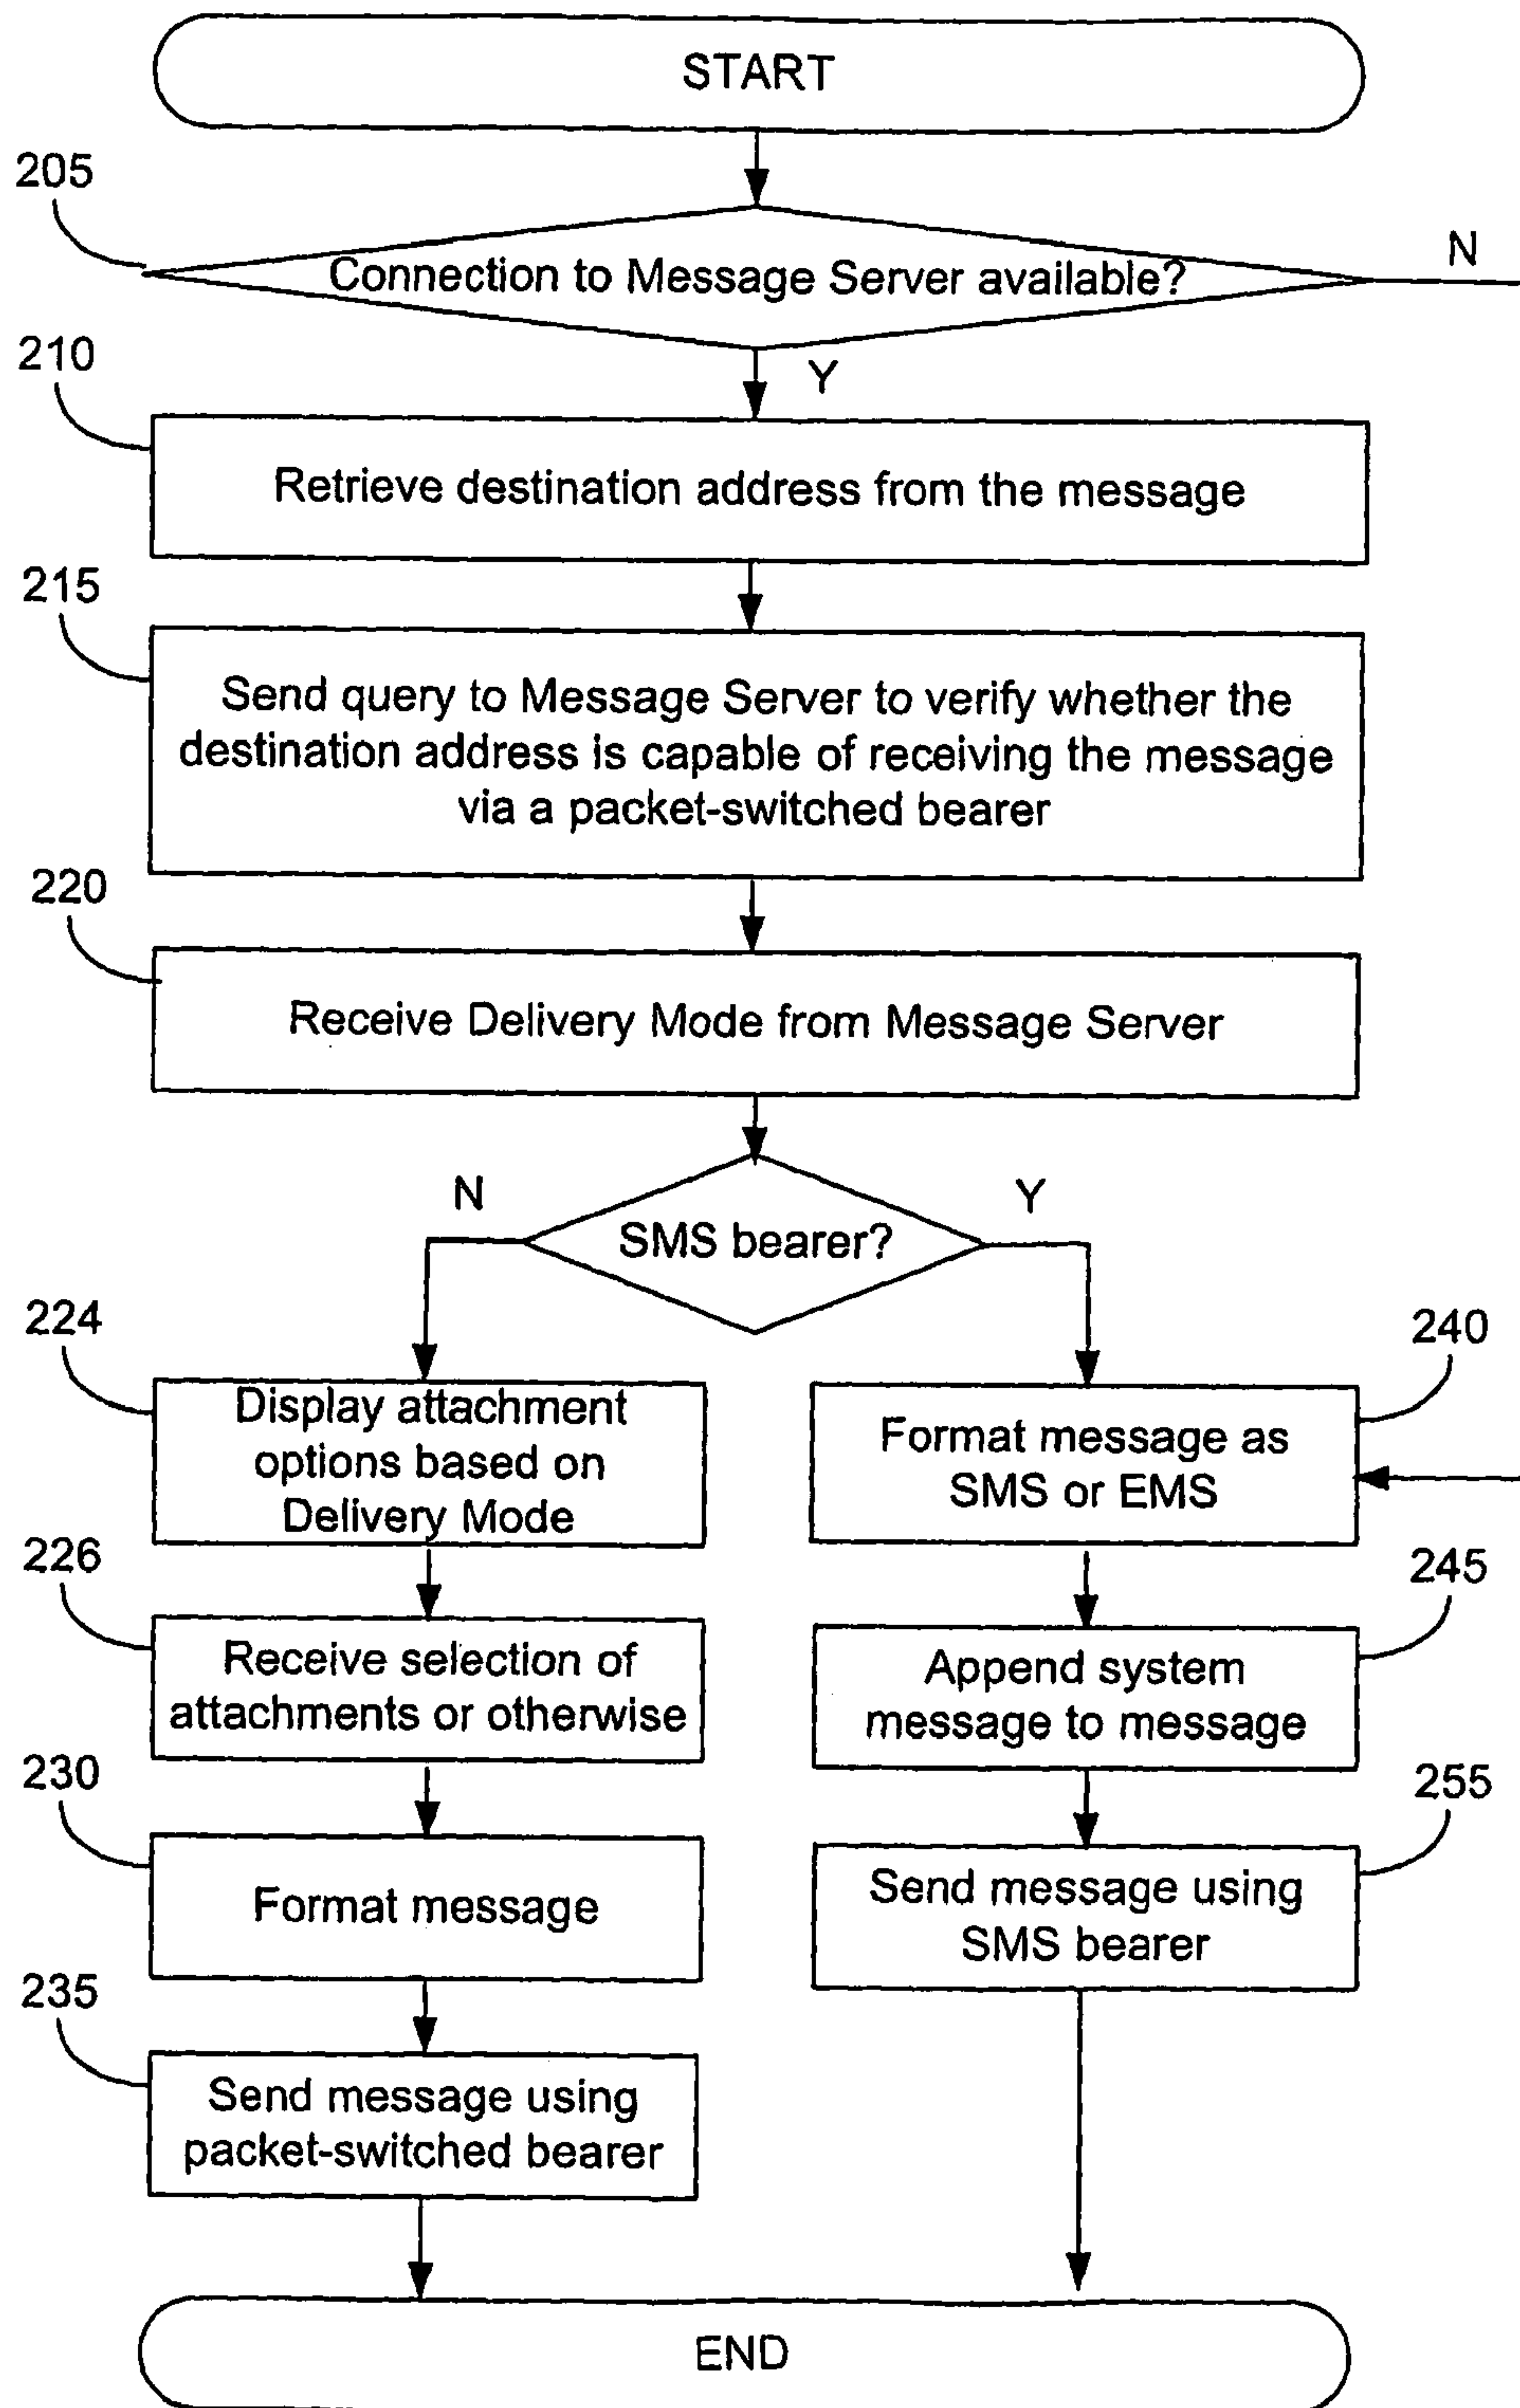 START
205
Connection to Message Server available?
N
210
Y
Retrieve destination address from the message
215
Send query to Message Server to verify whether the
destination address is capable of receiving the message
via a packet-switched bearer
220
Receive Delivery Mode from Message Server
N
Y
SMS bearer?
224
Display attachment
options based on
Delivery Mode
240
Format message as
SMS or EMS
226
Receive selection of
attachments or otherwise
245
Append system
message to message
230
Format message
255
Send message using
SMS bearer
235
Send message using
packet-switched bearer
END